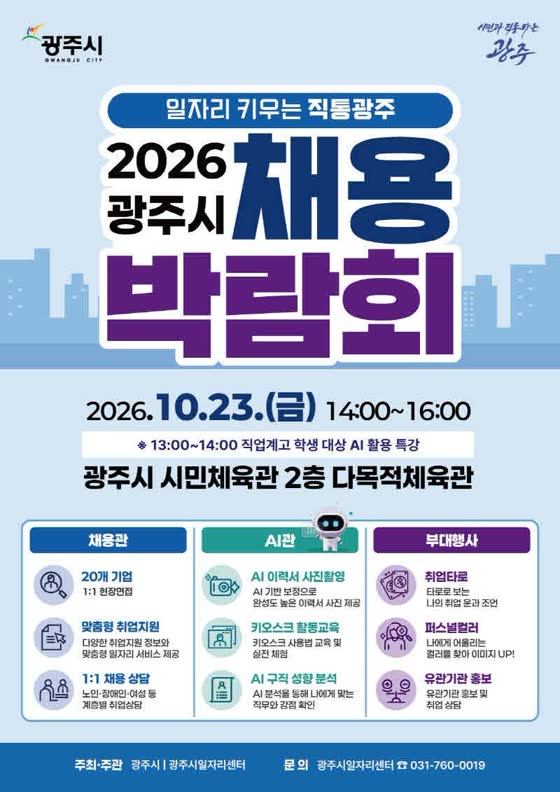 광주시
GWANGJU CITY
시민과 직통하는
광주
일자리 키우는 직통광주
2026
광주시
채용
박람회
2026.10.23.(금) 14:00~16:00
※ 13:00~14:00 직업계고 학생 대상 AI 활용 특강
광주시 시민체육관 2층 다목적체육관
채용관
20개 기업
1:1 현장면접
맞춤형 취업지원
다양한 취업지원 정보와
맞춤형 일자리 서비스 제공
1:1 채용 상담
노인·장애인·여성 등
계층별 취업상담
AI관
AI 이력서 사진촬영
AI 기반 보정으로
완성도 높은 이력서 사진 제공
키오스크 활동교육
키오스크 사용법 교육 및
실전 체험
AI 구직 성향 분석
AI 분석을 통해 나에게 맞는
직무와 강점 확인
부대행사
취업타로
타로로 보는
나의 취업 운과 조언
퍼스널컬러
나에게 어울리는
컬러를 찾아 이미지 UP!
유관기관 홍보
유관기관 홍보 및
취업 상담
주최·주관 광주시 | 광주시일자리센터
문 의 광주시일자리센터 ☎ 031-760-0019